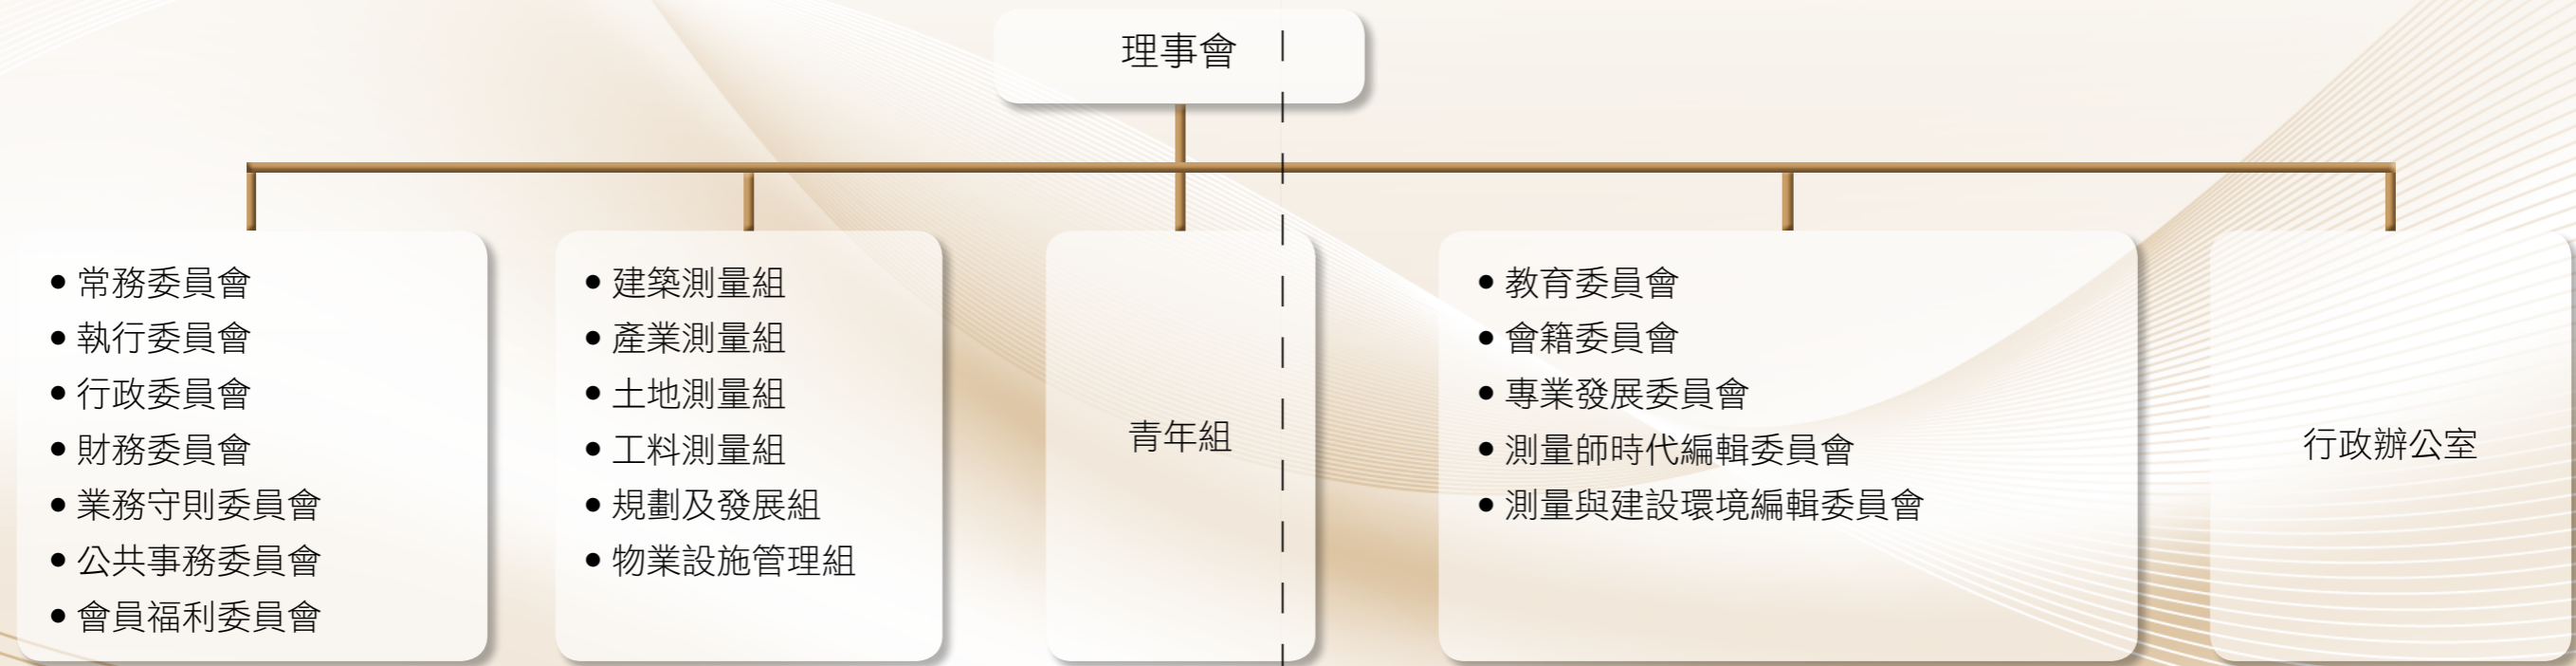 理事會
• 常務委員會
• 執行委員會
• 行政委員會
• 財務委員會
• 業務守則委員會
• 公共事務委員會
• 會員福利委員會
• 建築測量組
• 產業測量組
• 土地測量組
• 工料測量組
• 規劃及發展組
• 物業設施管理組
青年組
• 教育委員會
• 會籍委員會
• 專業發展委員會
• 測量師時代編輯委員會
• 測量與建設環境編輯委員會
行政辦公室